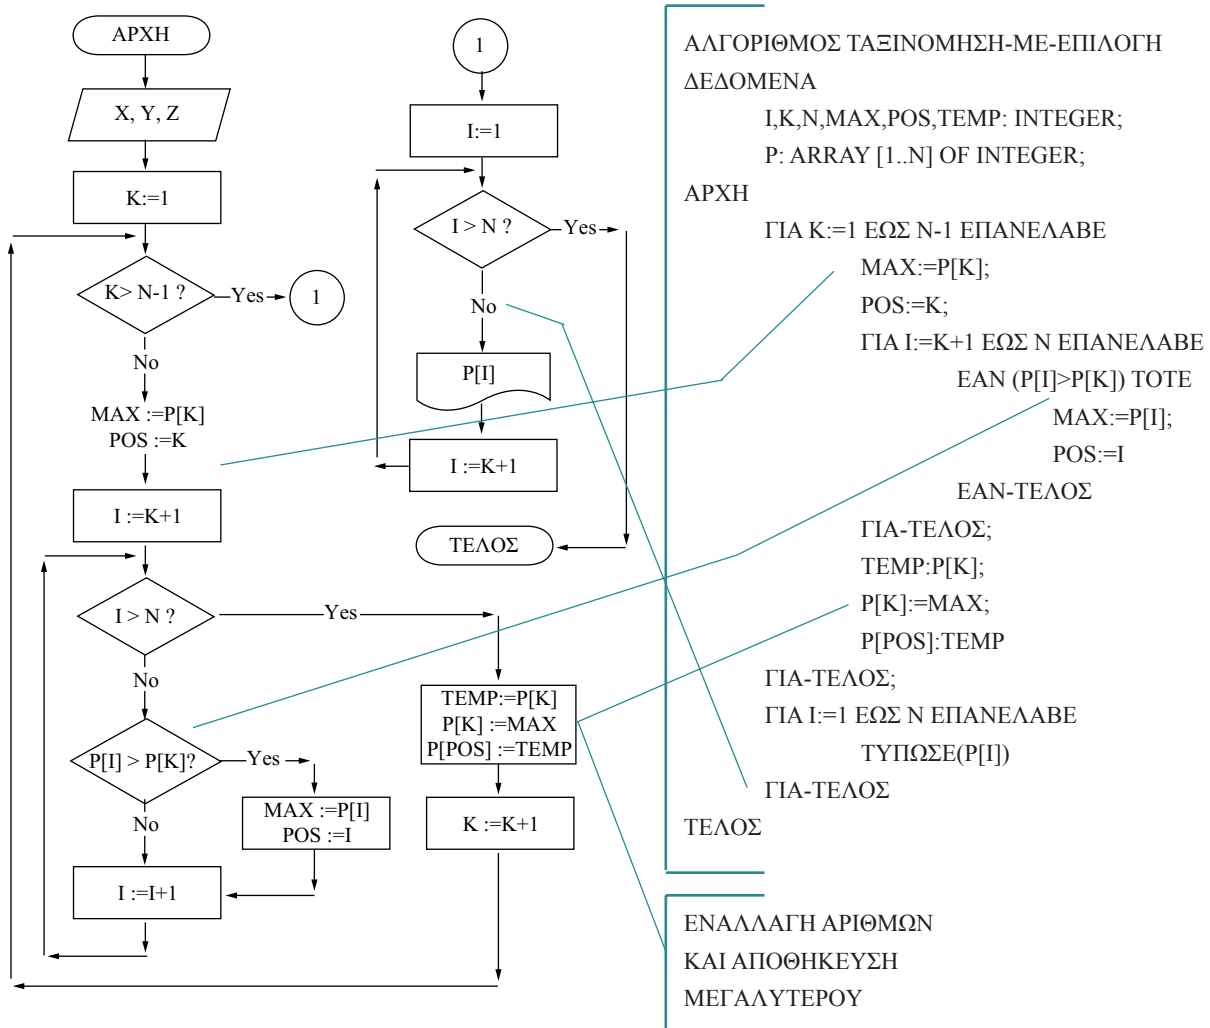 ΑΡΧΗ
X, Y, Z
K:=1
K> N-1 ?
Yes
1
No
MAX :=P[K]
POS :=K
I :=K+1
I > N ?
Yes
No
P[I] > P[K]?
Yes
MAX :=P[I]
POS :=I
No
I :=I+1
TEMP:=P[K]
P[K] :=MAX
P[POS] :=TEMP
K :=K+1
1
I:=1
I > N ?
Yes
No
P[I]
I :=K+1
ΤΕΛΟΣ
ΑΛΓΟΡΙΘΜΟΣ ΤΑΞΙΝΟΜΗΣΗ-ΜΕ-ΕΠΙΛΟΓΗ
ΔΕΔΟΜΕΝΑ
I,K,N,MAX,POS,TEMP: INTEGER;
P: ARRAY [1..N] OF INTEGER;
ΑΡΧΗ
ΓΙΑ K:=1 ΕΩΣ N-1 ΕΠΑΝΕΛΑΒΕ
MAX:=P[K];
POS:=K;
ΓΙΑ I:=K+1 ΕΩΣ N ΕΠΑΝΕΛΑΒΕ
ΕΑΝ (P[I]>P[K]) ΤΟΤΕ
MAX:=P[I];
POS:=I
ΕΑΝ-ΤΕΛΟΣ
ΓΙΑ-ΤΕΛΟΣ;
TEMP:P[K];
P[K]:=MAX;
P[POS]:TEMP
ΓΙΑ-ΤΕΛΟΣ;
ΓΙΑ I:=1 ΕΩΣ N ΕΠΑΝΕΛΑΒΕ
ΤΥΠΩΣΕ(P[I])
ΓΙΑ-ΤΕΛΟΣ
ΤΕΛΟΣ
ΕΝΑΛΛΑΓΗ ΑΡΙΘΜΩΝ
ΚΑΙ ΑΠΟΘΗΚΕΥΣΗ
ΜΕΓΑΛΥΤΕΡΟΥ